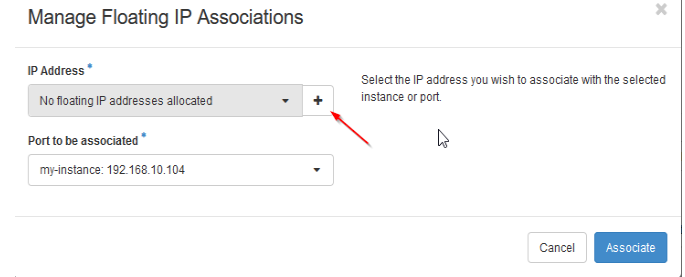 Manage Floating IP Associations
×
IP Address *
No floating IP addresses allocated
+
Select the IP address you wish to associate with the selected
instance or port.
Port to be associated *
my-instance: 192.168.10.104
Cancel
Associate